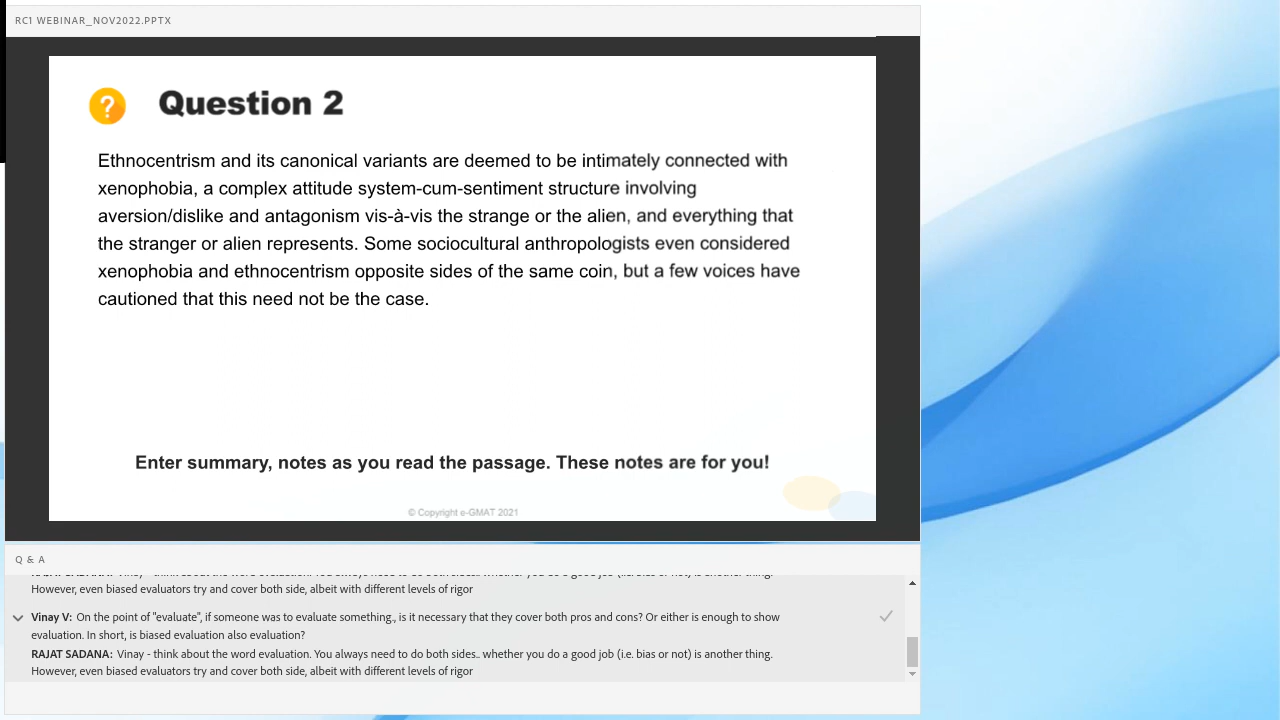 RC1 WEBINAR_NOV2022.PPTX
? Question 2
Ethnocentrism and its canonical variants are deemed to be intimately connected with
xenophobia, a complex attitude system-cum-sentiment structure involving
aversion/dislike and antagonism vis-à-vis the strange or the alien, and everything that
the stranger or alien represents. Some sociocultural anthropologists even considered
xenophobia and ethnocentrism opposite sides of the same coin, but a few voices have
cautioned that this need not be the case.
Enter summary, notes as you read the passage. These notes are for you!
© Copyright e-GMAT 2021
Q & A
However, even biased evaluators try and cover both side, albeit with different levels of rigor
Vinay V: On the point of "evaluate", if someone was to evaluate something., is it necessary that they cover both pros and cons? Or either is enough to show
evaluation. In short, is biased evaluation also evaluation?
RAJAT SADANA: Vinay - think about the word evaluation. You always need to do both sides.. whether you do a good job (i.e. bias or not) is another thing.
However, even biased evaluators try and cover both side, albeit with different levels of rigor